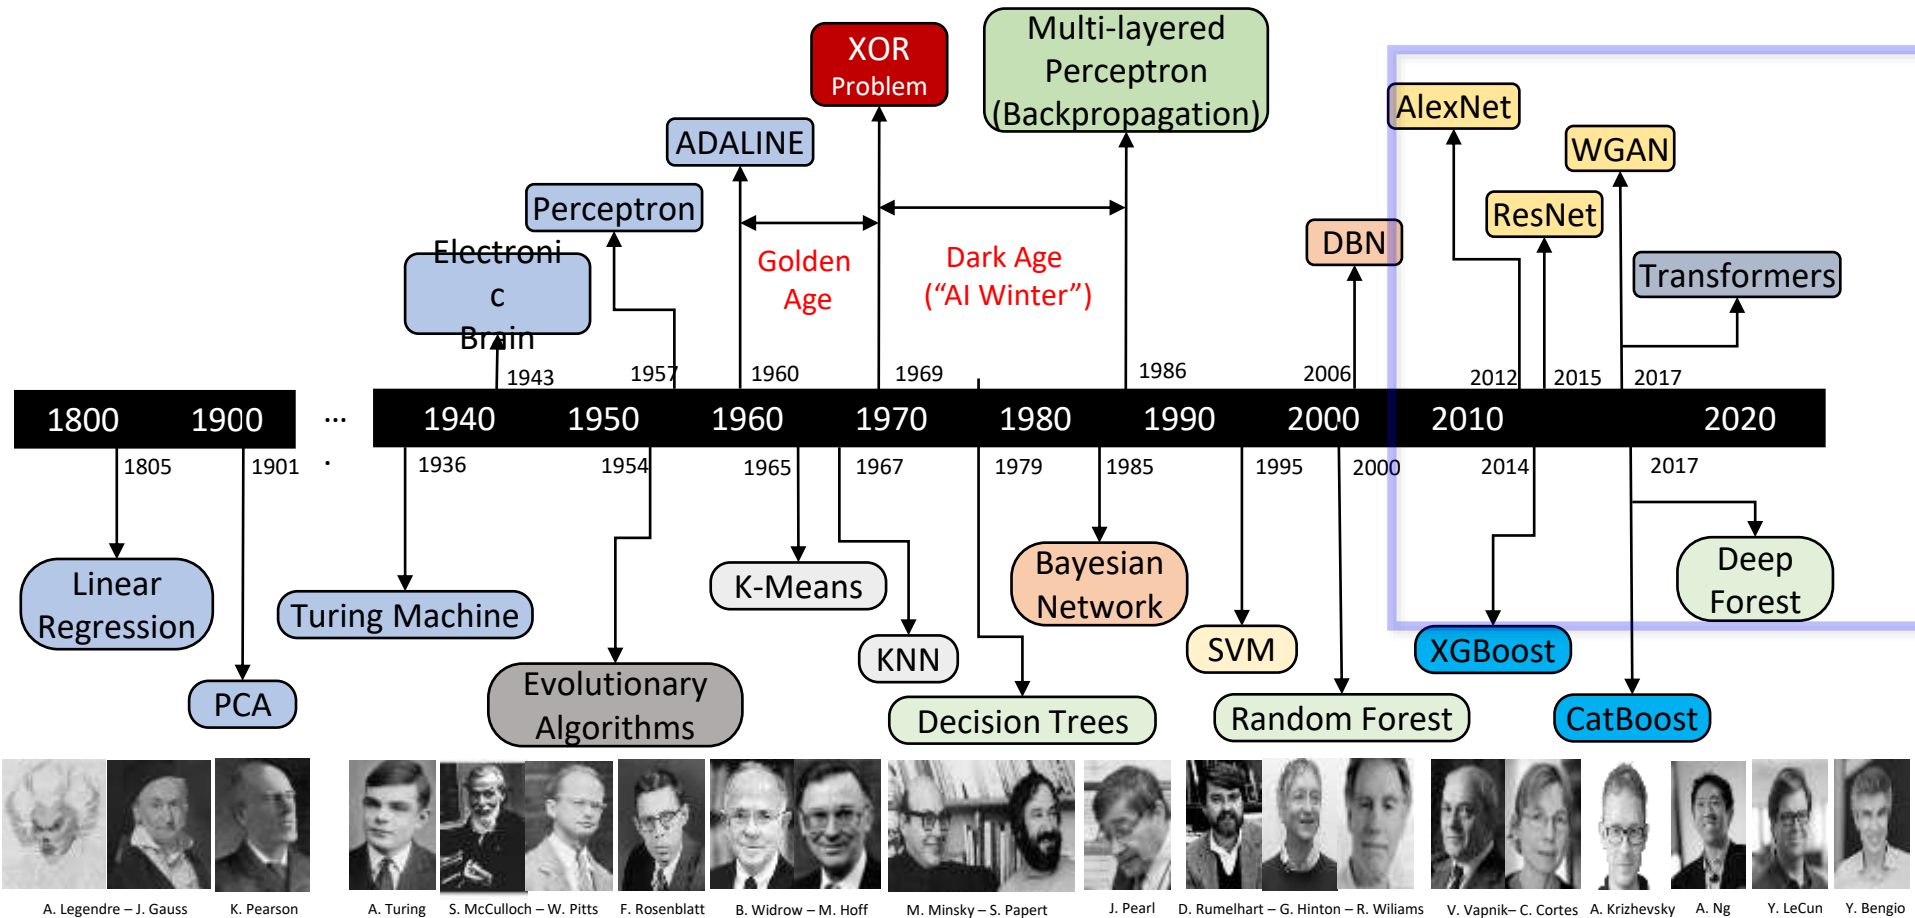 XOR
Problem
Multi-layered
Perceptron
(Backpropagation)
AlexNet
ADALINE
WGAN
Perceptron
ResNet
DBN
Electroni
c
Brain
Golden
Age
Dark Age
(“AI Winter”)
Transformers
1943
1957
1960
1969
1986
2006
2012
2015
2017
1800
1900
...
.
1940
1950
1960
1970
1980
1990
2000
2010
2020
1805
1901
1936
1954
1965
1967
1979
1985
1995
2000
2014
2017
Linear
Regression
Turing Machine
K-Means
Bayesian
Network
Deep
Forest
KNN
SVM
XGBoost
PCA
Evolutionary
Algorithms
Decision Trees
Random Forest
CatBoost
A. Legendre – J. Gauss
K. Pearson
A. Turing
S. McCulloch – W. Pitts
F. Rosenblatt
B. Widrow – M. Hoff
M. Minsky – S. Papert
J. Pearl
D. Rumelhart – G. Hinton – R. Wiliams
V. Vapnik– C. Cortes
A. Krizhevsky
A. Ng
Y. LeCun
Y. Bengio